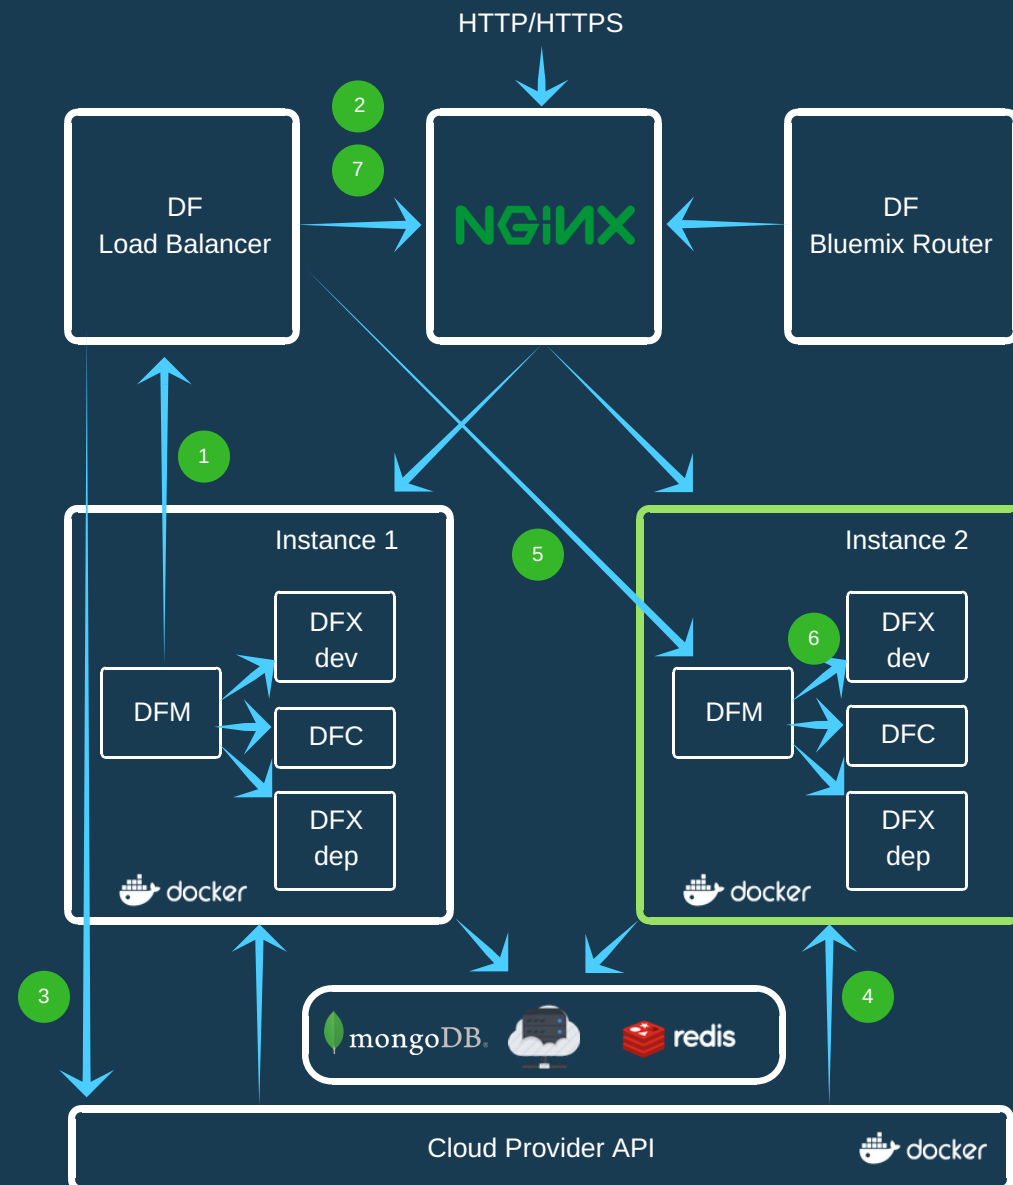 HTTP/HTTPS
2
7
DF
Load Balancer
NGINX
DF
Bluemix Router
1
Instance 1
5
Instance 2
DFX
dev
DFM
DFC
DFX
dep
docker
6
DFX
dev
DFM
DFC
DFX
dep
docker
3
mongoDB.
redis
4
Cloud Provider API
docker